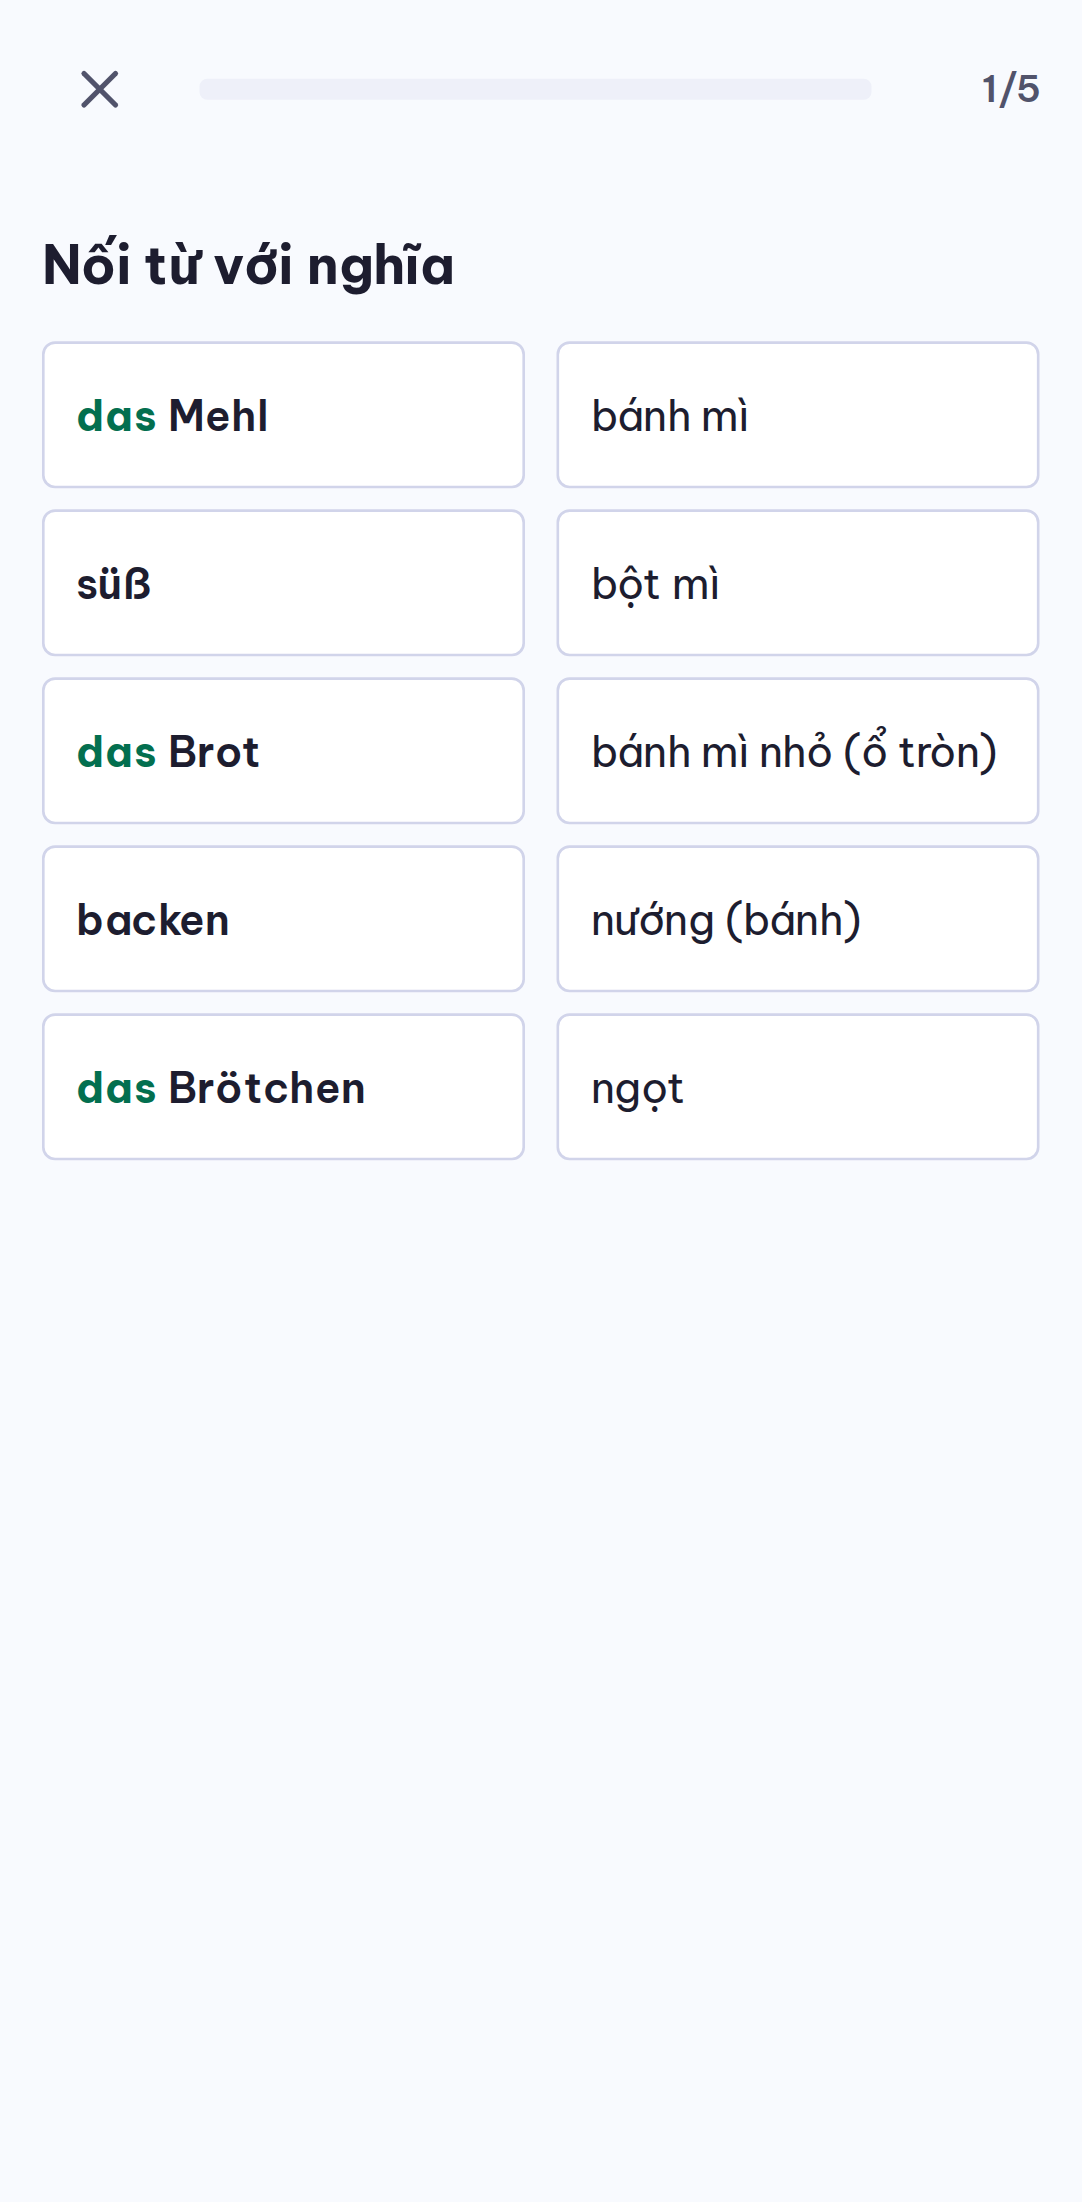 1/5
Nối từ với nghĩa
das Mehl
bánh mì
süß
bột mì
das Brot
bánh mì nhỏ (ổ tròn)
backen
nướng (bánh)
das Brötchen
ngọt